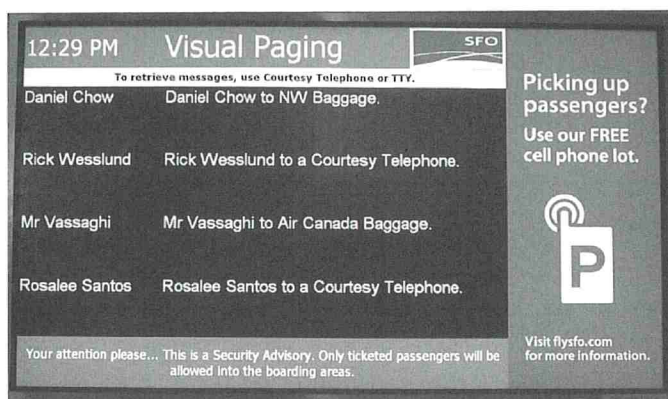 12:29 PM Visual Paging
SFO
To retrieve messages, use Courtesy Telephone or TTY.
Daniel Chow Daniel Chow to NW Baggage.
Rick Wesslund Rick Wesslund to a Courtesy Telephone.
Mr Vassaghi Mr Vassaghi to Air Canada Baggage.
Rosalee Santos Rosalee Santos to a Courtesy Telephone.
Your attention please... This is a Security Advisory. Only ticketed passengers will be
allowed into the boarding areas.
Picking up
passengers?
Use our FREE
cell phone lot.
P
Visit flysfo.com
for more information.